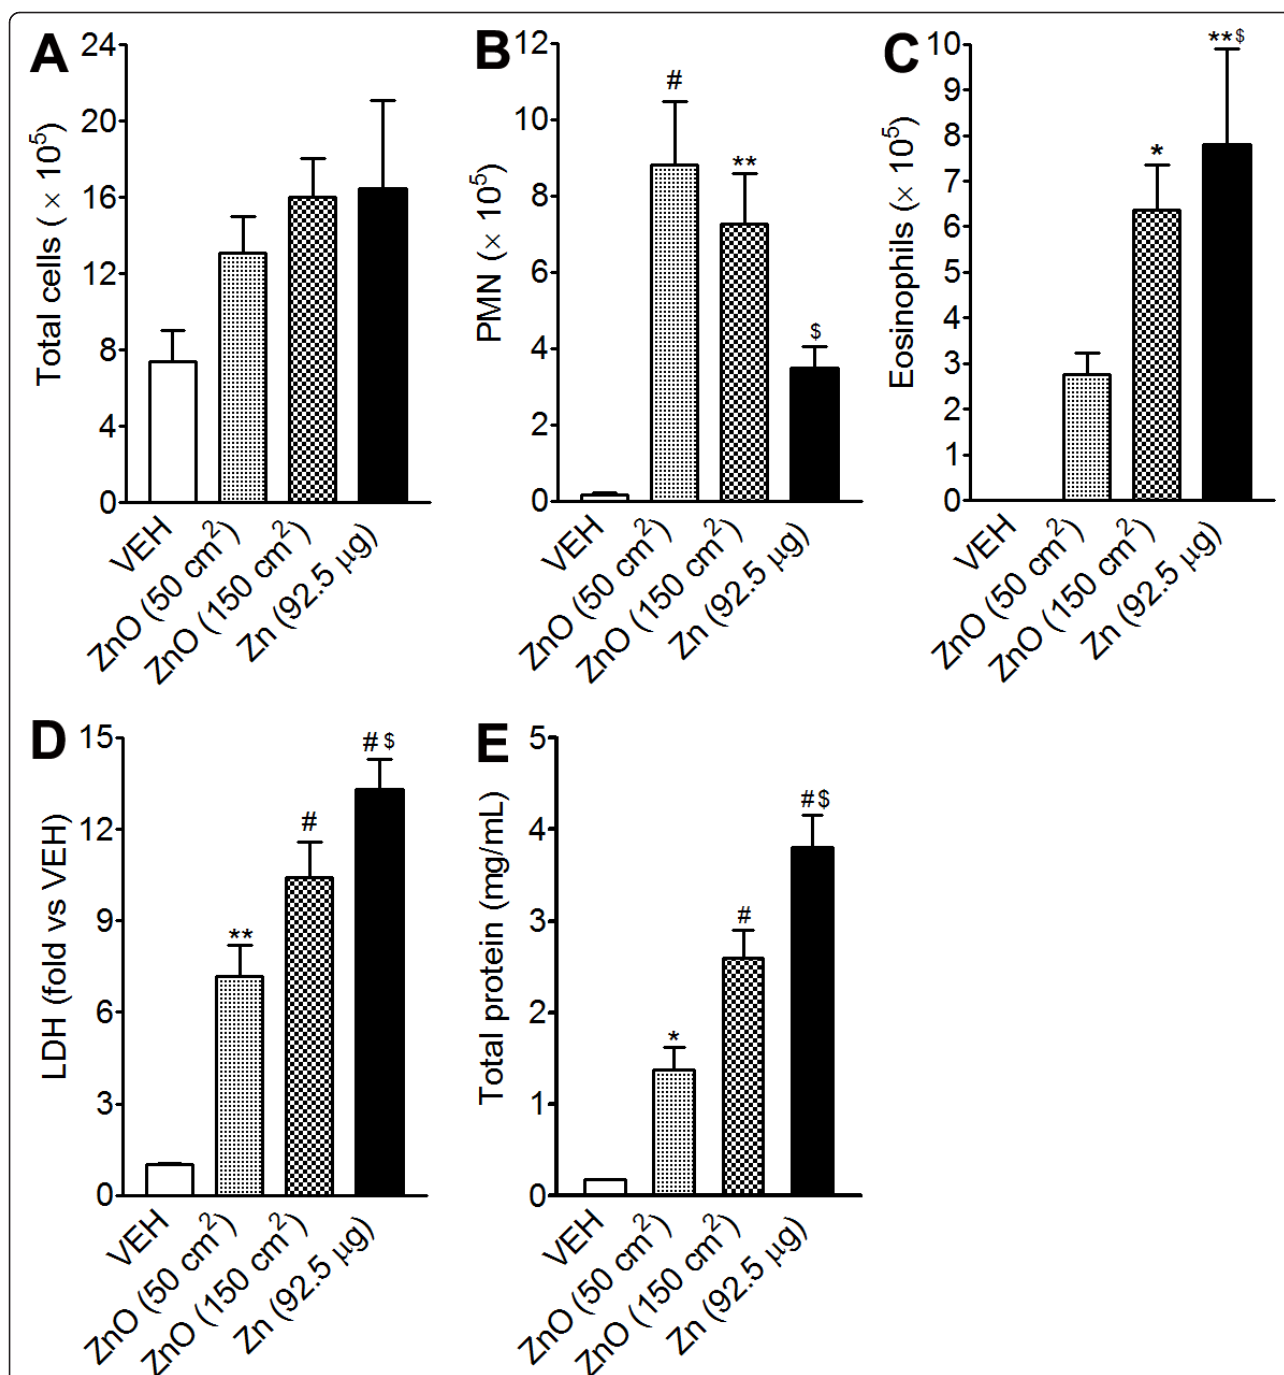 A
Total cells ( × 10⁵)
24
20
16
12
8
4
0
VEH
ZnO (50 cm²)
ZnO (150 cm²)
Zn (92.5 µg)
B
PMN (× 10⁵)
12
10
8
6
4
2
0
#
**
$
VEH
ZnO (50 cm²)
ZnO (150 cm²)
Zn (92.5 µg)
C
Eosinophils (× 10⁵)
10
9
8
7
6
5
4
3
2
1
0
*
**$
VEH
ZnO (50 cm²)
ZnO (150 cm²)
Zn (92.5 µg)
D
LDH (fold vs VEH)
15
12
9
6
3
0
**
#
# $
VEH
ZnO (50 cm²)
ZnO (150 cm²)
Zn (92.5 µg)
E
Total protein (mg/mL)
5
4
3
2
1
0
*
#
#$
VEH
ZnO (50 cm²)
ZnO (150 cm²)
Zn (92.5 µg)